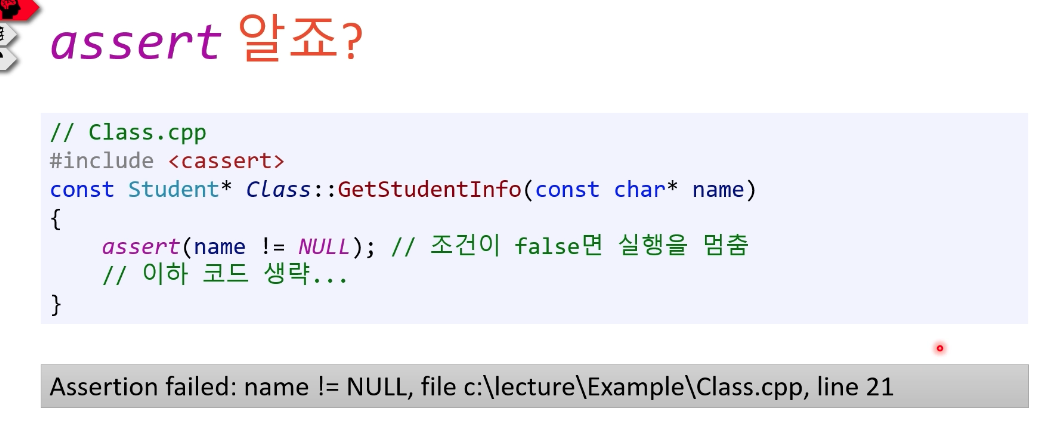 assert 알죠?
// Class.cpp
#include <cassert>
const Student* Class::GetStudentInfo(const char* name)
{
    assert(name != NULL); // 조건이 false면 실행을 멈춤
    // 이하 코드 생략...
}
Assertion failed: name != NULL, file c:\lecture\Example\Class.cpp, line 21